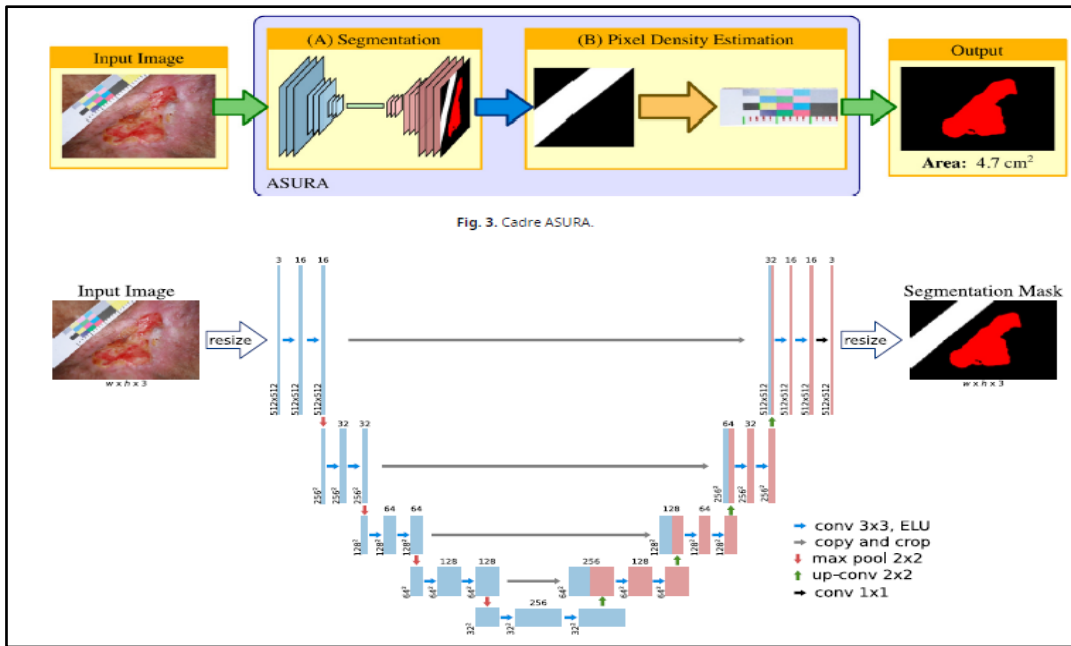 Input Image
(A) Segmentation
(B) Pixel Density Estimation
Output
ASURA
Area: 4.7 cm²
Fig. 3. Cadre ASURA.
3 16 16
32 16 16 3
Input Image
Segmentation Mask
resize
resize
w x h x 3
w x h x 3
512x512 512x512 512x512
512x512 512x512 512x512 512x512
32 32
64 32
256² 256² 256²
256² 256² 256²
64 64
128 64
128² 128² 128²
128² 128² 128²
conv 3x3, ELU
copy and crop
max pool 2x2
up-conv 2x2
conv 1x1
128 128
256 128
64² 64² 64²
64² 64² 64²
256
32² 32² 32²